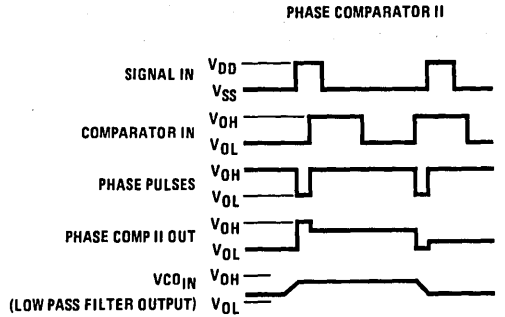 PHASE COMPARATOR II
SIGNAL IN VDD
VSS
COMPARATOR IN VOH
VOL
PHASE PULSES VOH
VOL
PHASE COMP II OUT VOH
VOL
VCOIN VOH
(LOW PASS FILTER OUTPUT) VOL